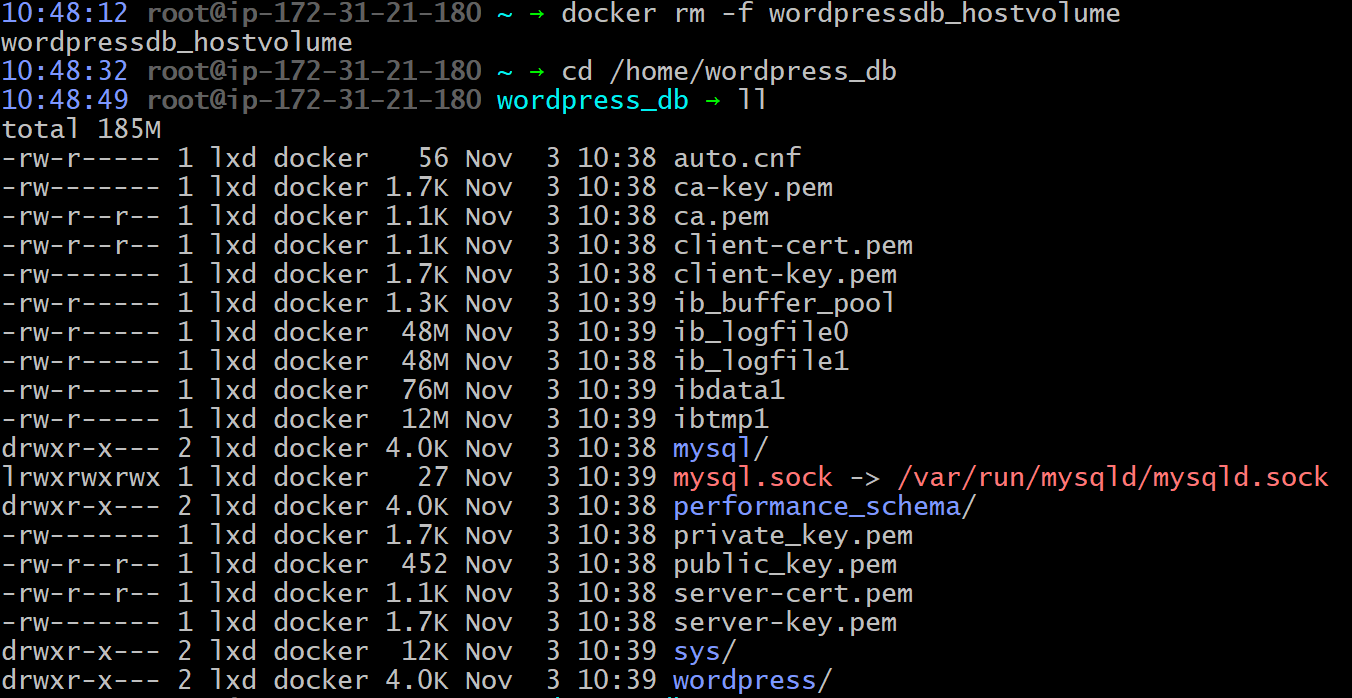 10:48:12 root@ip-172-31-21-180 ~ → docker rm -f wordpressdb_hostvolume
wordpressdb_hostvolume
10:48:32 root@ip-172-31-21-180 ~ → cd /home/wordpress_db
10:48:49 root@ip-172-31-21-180 wordpress_db → ll
total 185M
-rw-r----- 1 lxd docker   56 Nov  3 10:38 auto.cnf
-rw------- 1 lxd docker 1.7K Nov  3 10:38 ca-key.pem
-rw-r--r-- 1 lxd docker 1.1K Nov  3 10:38 ca.pem
-rw-r--r-- 1 lxd docker 1.1K Nov  3 10:38 client-cert.pem
-rw------- 1 lxd docker 1.7K Nov  3 10:38 client-key.pem
-rw-r----- 1 lxd docker 1.3K Nov  3 10:39 ib_buffer_pool
-rw-r----- 1 lxd docker  48M Nov  3 10:39 ib_logfile0
-rw-r----- 1 lxd docker  48M Nov  3 10:39 ib_logfile1
-rw-r----- 1 lxd docker  76M Nov  3 10:39 ibdata1
-rw-r----- 1 lxd docker  12M Nov  3 10:39 ibtmp1
drwxr-x--- 2 lxd docker 4.0K Nov  3 10:38 mysql/
lrwxrwxrwx 1 lxd docker   27 Nov  3 10:39 mysql.sock -> /var/run/mysqld/mysqld.sock
drwxr-x--- 2 lxd docker 4.0K Nov  3 10:38 performance_schema/
-rw------- 1 lxd docker 1.7K Nov  3 10:38 private_key.pem
-rw-r--r-- 1 lxd docker  452 Nov  3 10:38 public_key.pem
-rw-r--r-- 1 lxd docker 1.1K Nov  3 10:38 server-cert.pem
-rw------- 1 lxd docker 1.7K Nov  3 10:38 server-key.pem
drwxr-x--- 2 lxd docker  12K Nov  3 10:39 sys/
drwxr-x--- 2 lxd docker 4.0K Nov  3 10:39 wordpress/